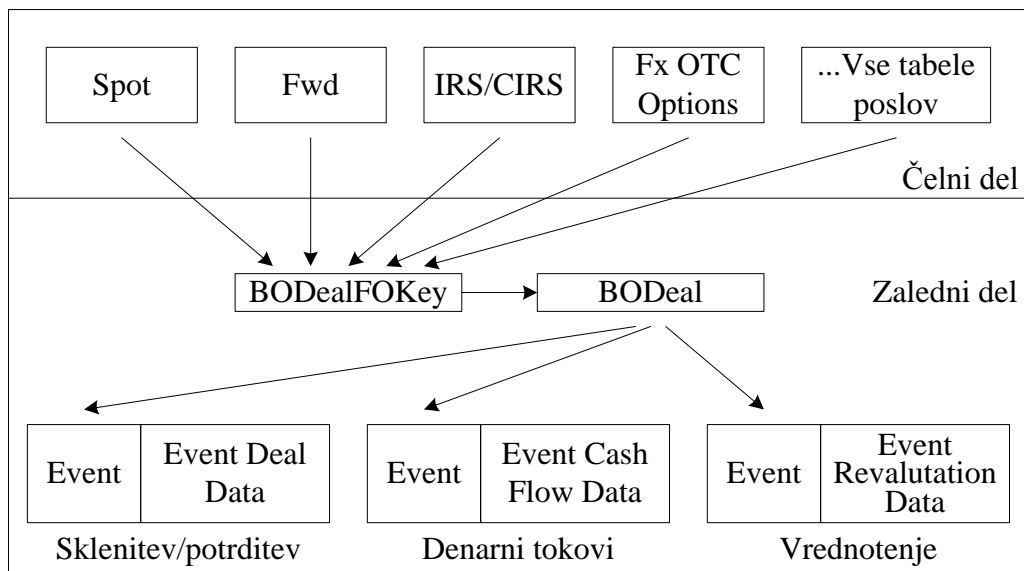 Spot
Fwd
IRS/CIRS
Fx OTC
Options
...Vse tabele
poslov
Čelni del
BODealFOKey
BODeal
Zaledni del
Event
Event Deal
Data
Event
Event Cash
Flow Data
Event
Event
Revalutation
Data
Sklenitev/potrditev
Denarni tokovi
Vrednotenje